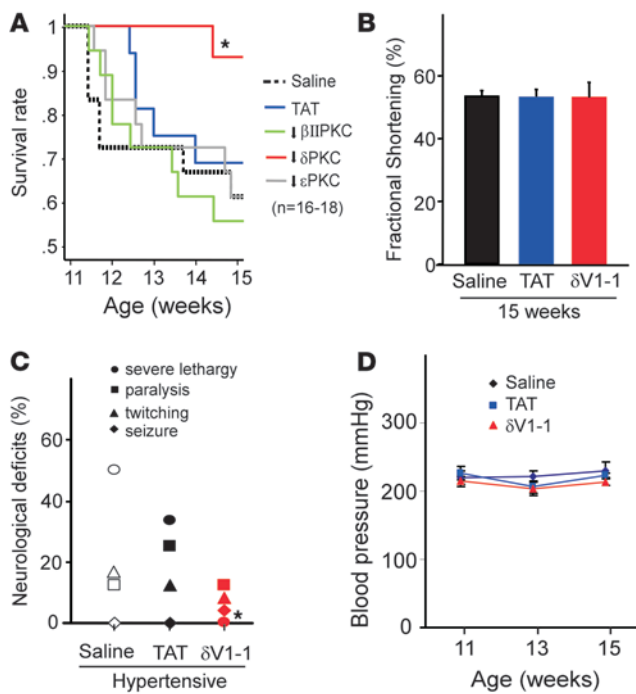 A
Survival rate
1
.9
.8
.7
.6
.5
11 12 13 14 15
Age (weeks)
*
Saline
TAT
⬇βIIPKC
⬇δPKC
⬇εPKC
(n=16-18)
B
Fractional Shortening (%)
80
60
40
20
0
Saline TAT δV1-1
15 weeks
C
Neurological deficits (%)
severe lethargy
paralysis
twitching
seizure
60
40
20
0
*
Saline TAT δV1-1
Hypertensive
D
Saline
TAT
δV1-1
Blood pressure (mmHg)
300
200
100
0
11 13 15
Age (weeks)